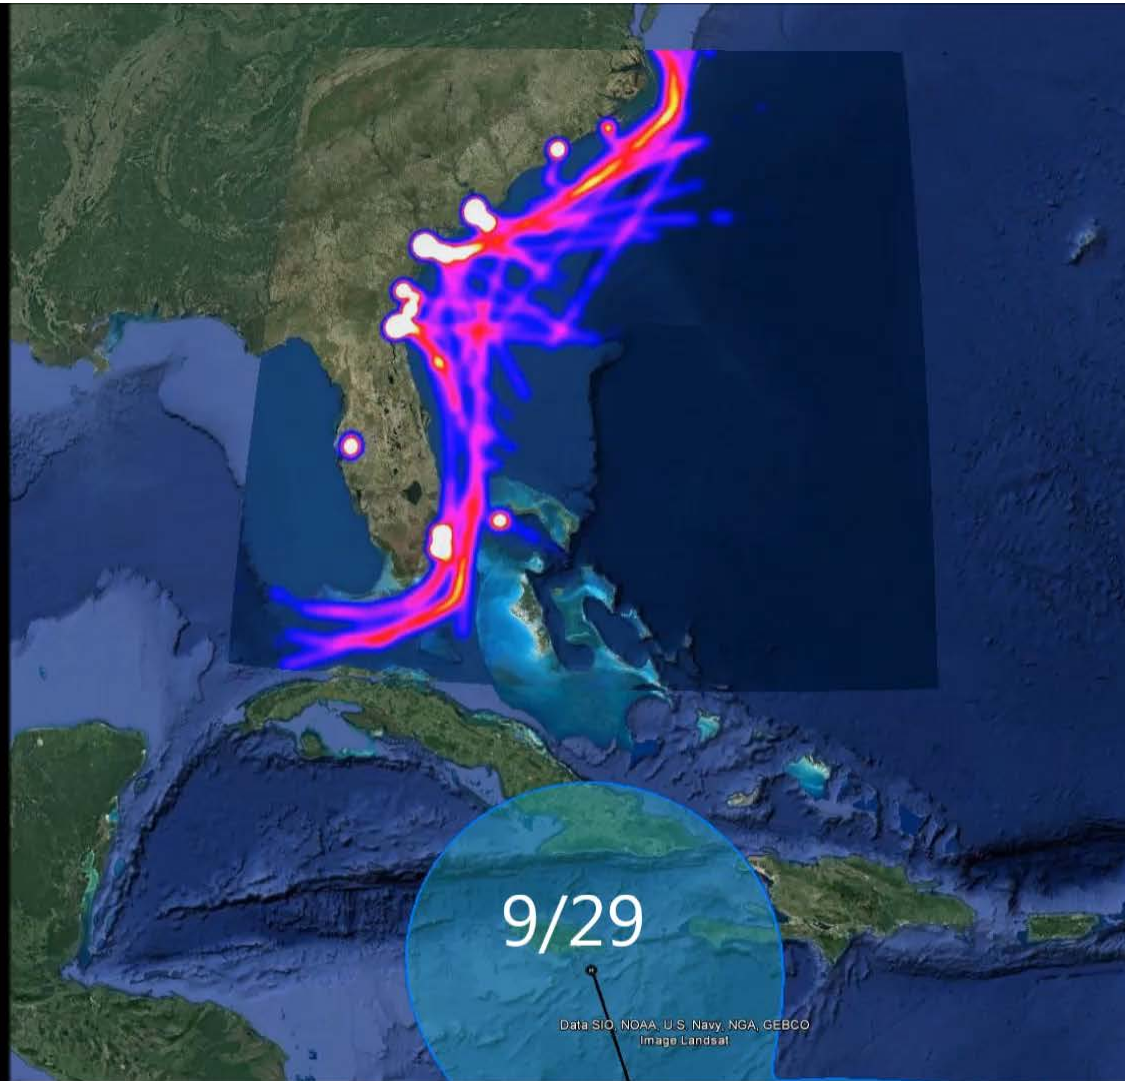 9/29
Data SIO, NOAA, U.S. Navy, NGA, GEBCO
Image Landsat